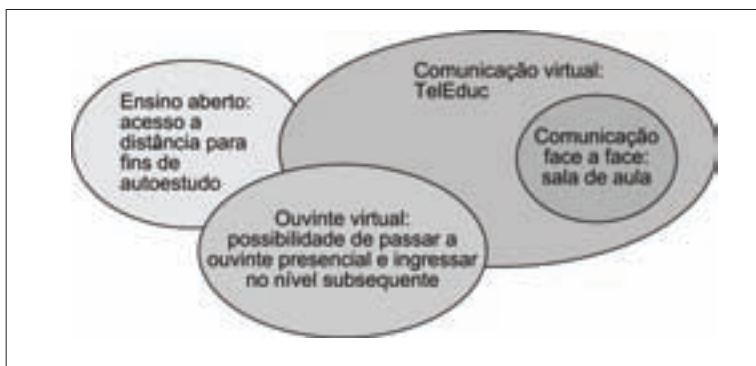 Ensino aberto:
acesso a
distância para
fins de
autoestudo
Comunicação virtual:
TelEduc
Comunicação
face a face:
sala de aula
Ouvinte virtual:
possibilidade de passar a
ouvinte presencial e ingressar
no nível subsequente